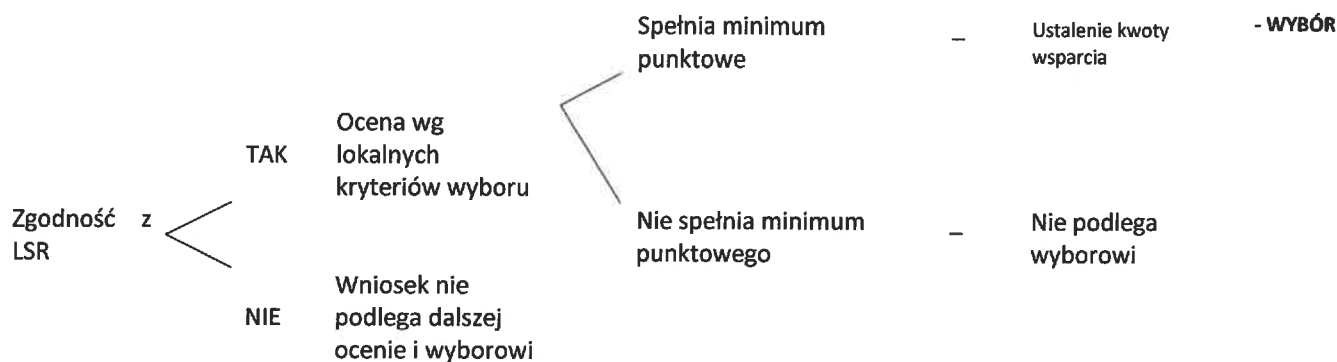 Spełnia minimum
punktowe
–
Ustalenie kwoty
wsparcia
- WYBÓR
TAK
Ocena wg
lokalnych
kryteriów wyboru
Zgodność z
LSR
Nie spełnia minimum
punktowego
–
Nie podlega
wyborowi
NIE
Wniosek nie
podlega dalszej
ocenie i wyborowi